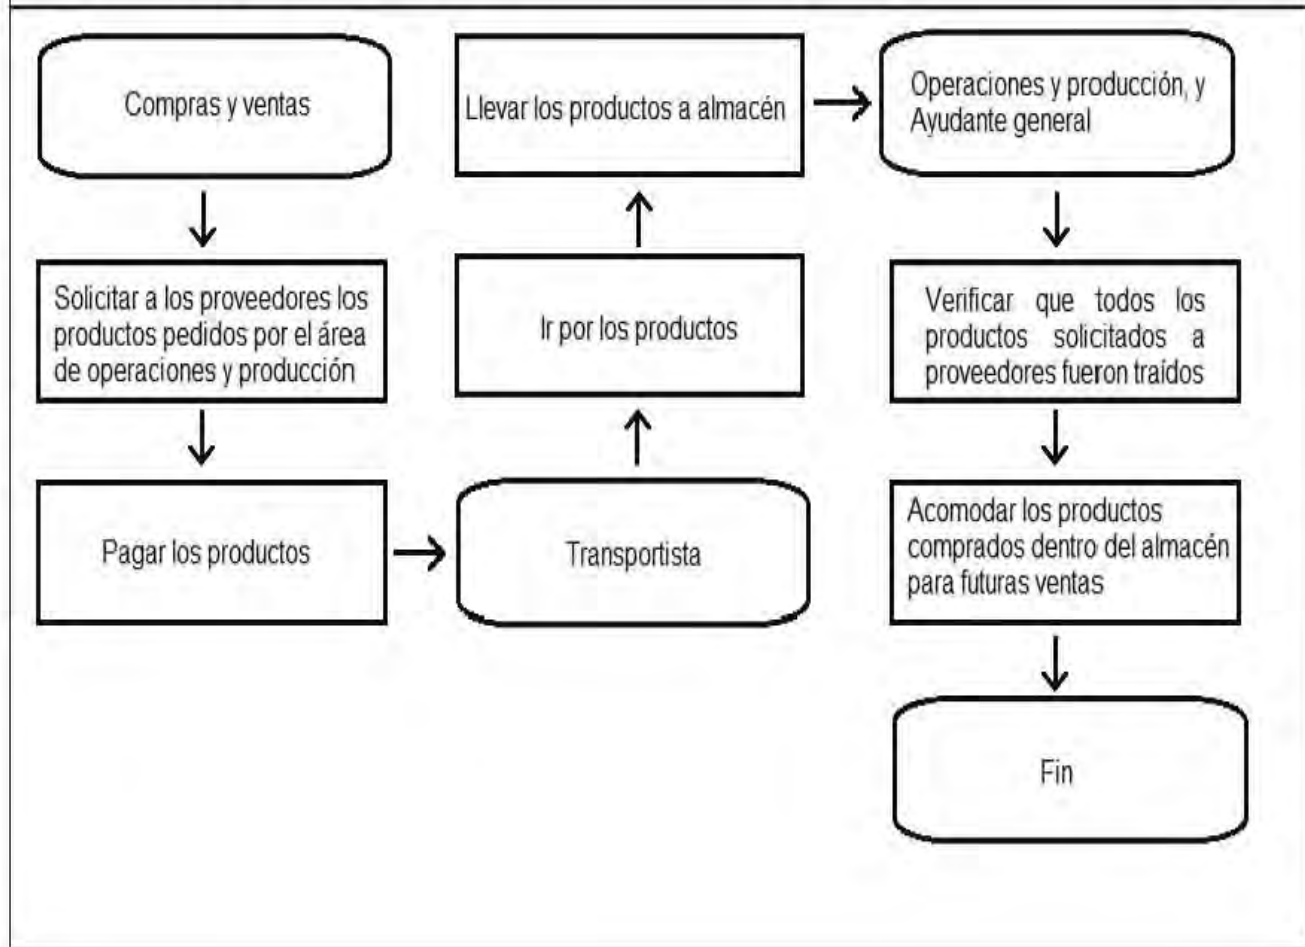 Compras y ventas
Solicitar a los proveedores los
productos pedidos por el área
de operaciones y producción
Pagar los productos
Transportista
Ir por los productos
Llevar los productos a almacén
Operaciones y producción, y
Ayudante general
Verificar que todos los
productos solicitados a
proveedores fueron traídos
Acomodar los productos
comprados dentro del almacén
para futuras ventas
Fin